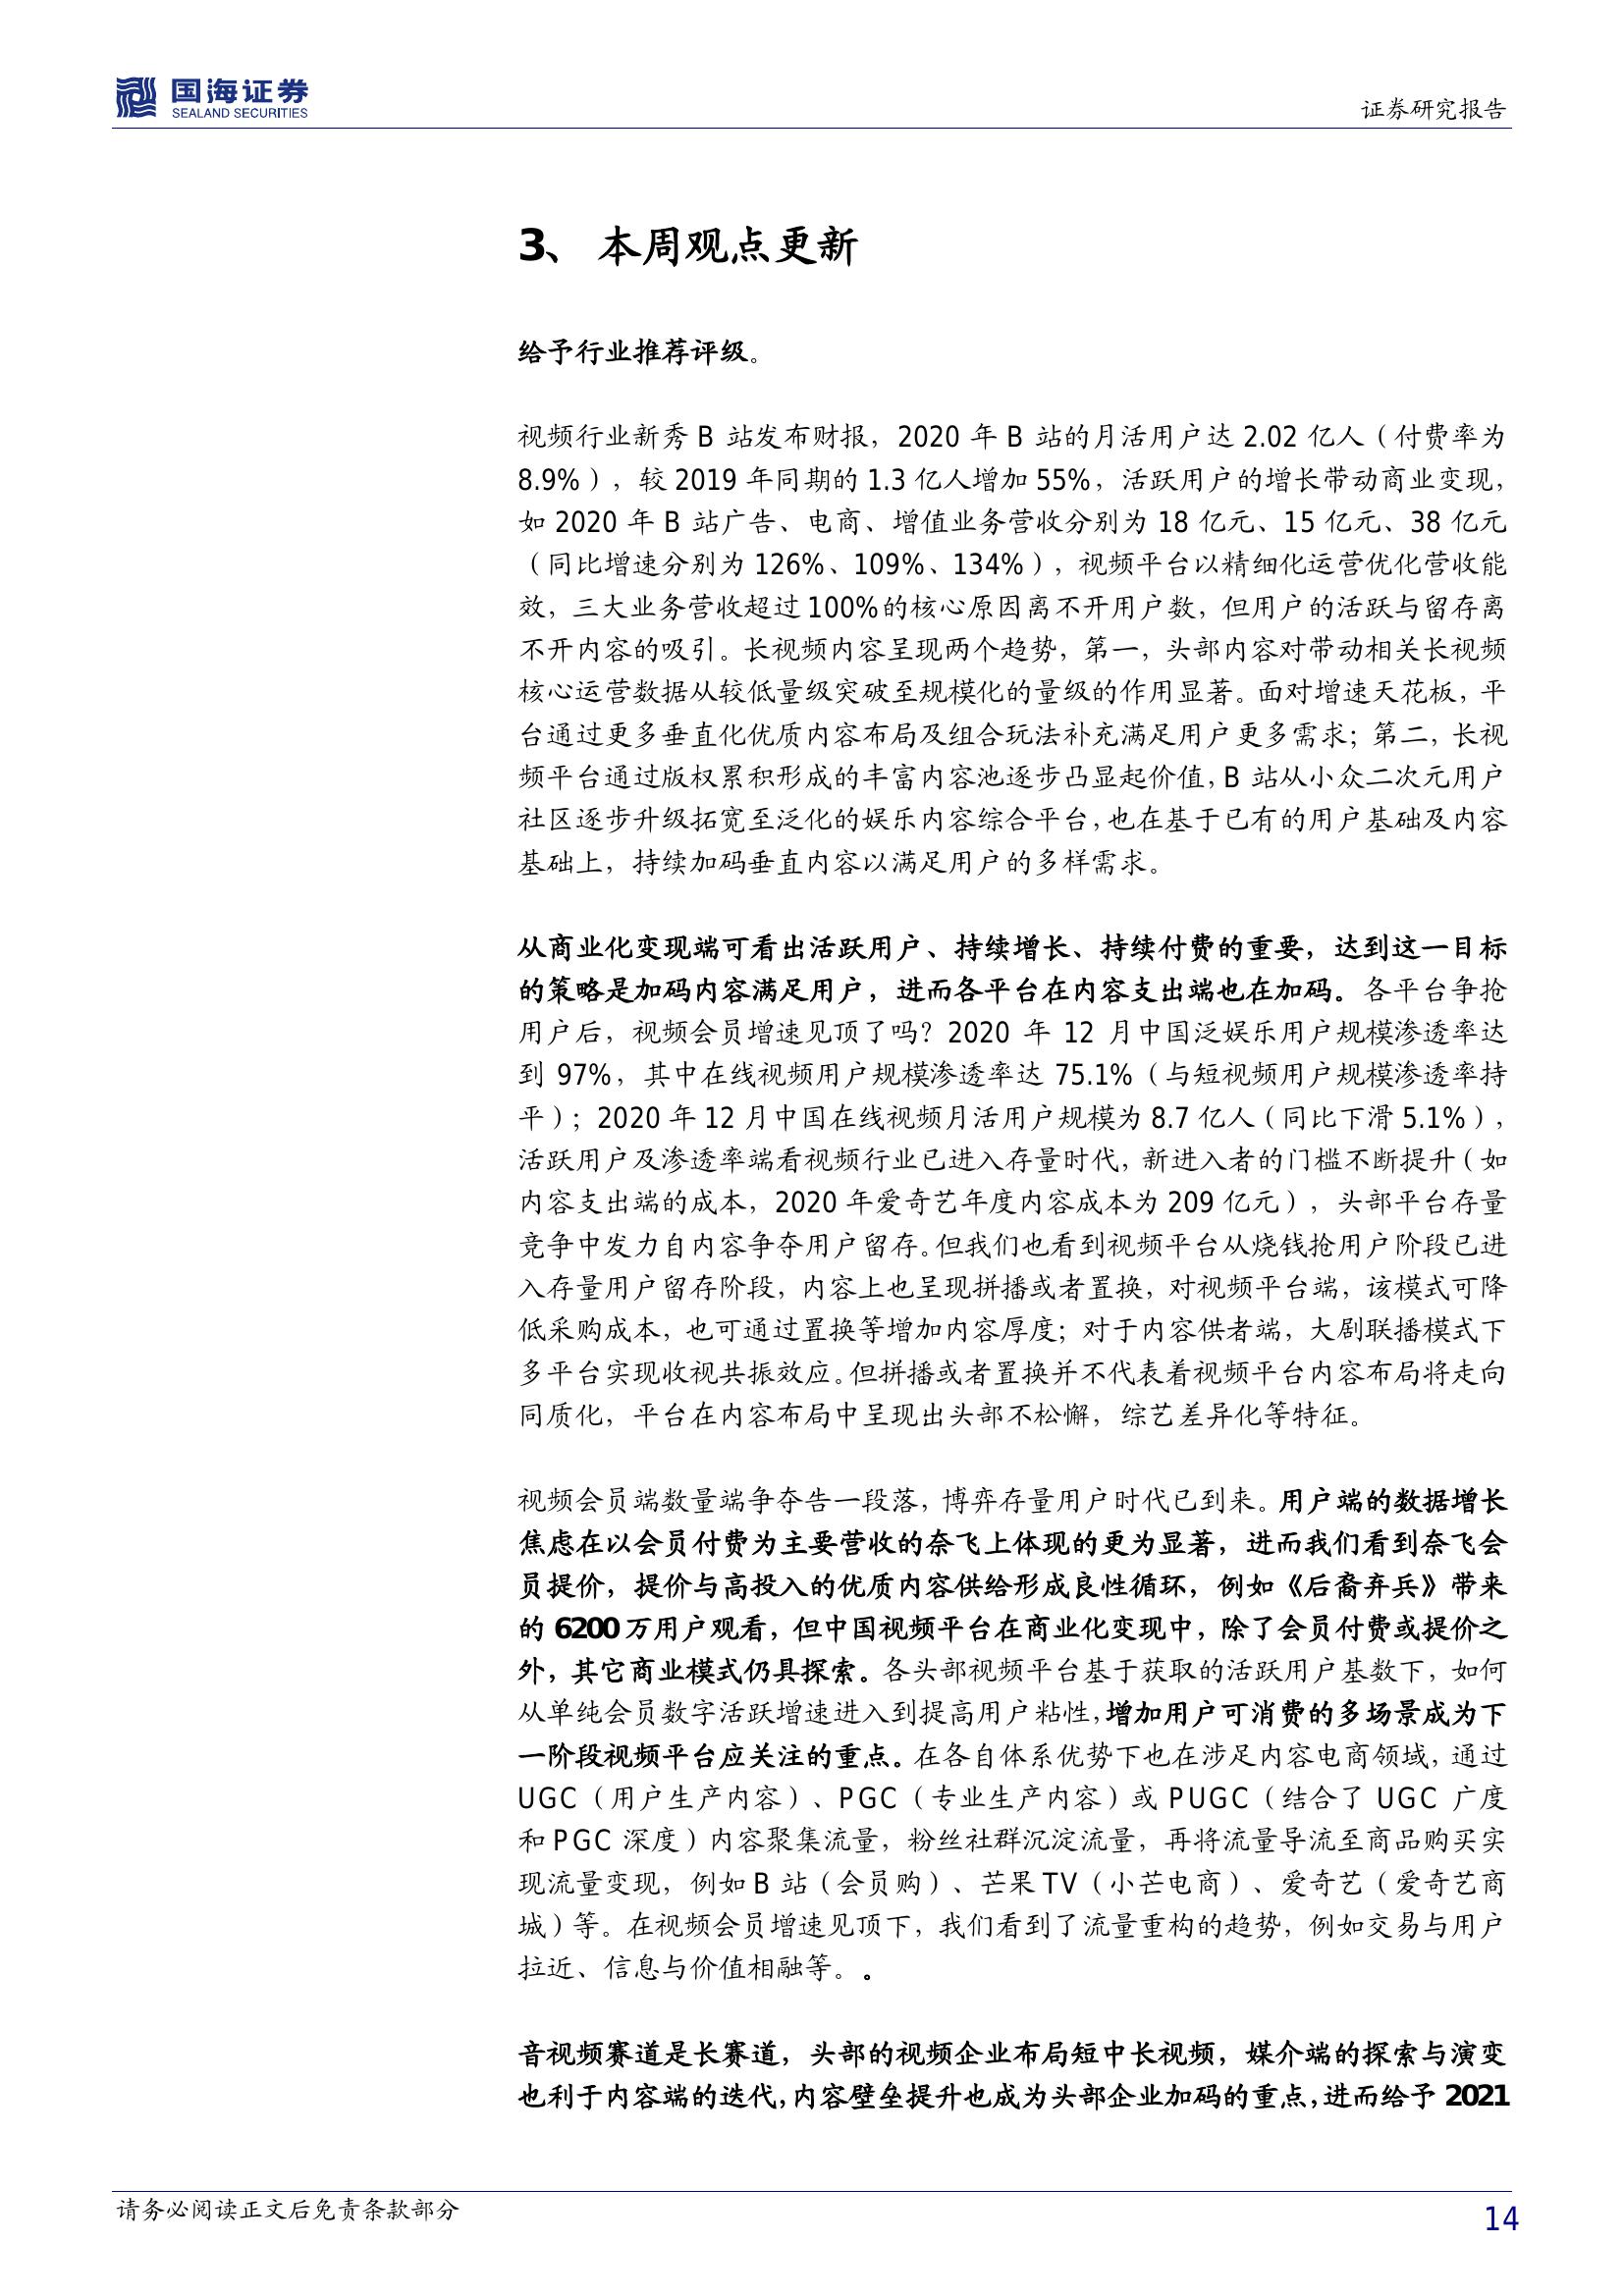 国海证券
SEALAND SECURITIES
证券研究报告
3、 本周观点更新
给予行业推荐评级。
视频行业新秀 B 站发布财报，2020 年 B 站的月活用户达 2.02 亿人（付费率为
8.9%），较 2019 年同期的 1.3 亿人增加 55%，活跃用户的增长带动商业变现，
如 2020 年 B 站广告、电商、增值业务营收分别为 18 亿元、15 亿元、38 亿元
（同比增速分别为 126%、109%、134%），视频平台以精细化运营优化营收能
效，三大业务营收超过 100%的核心原因离不开用户数，但用户的活跃与留存离
不开内容的吸引。长视频内容呈现两个趋势，第一，头部内容对带动相关长视频
核心运营数据从较低量级突破至规模化的量级的作用显著。面对增速天花板，平
台通过更多垂直化优质内容布局及组合玩法补充满足用户更多需求；第二，长视
频平台通过版权累积形成的丰富内容池逐步凸显起价值，B 站从小众二次元用户
社区逐步升级拓宽至泛化的娱乐内容综合平台，也在基于已有的用户基础及内容
基础上，持续加码垂直内容以满足用户的多样需求。
从商业化变现端可看出活跃用户、持续增长、持续付费的重要，达到这一目标
的策略是加码内容满足用户，进而各平台在内容支出端也在加码。各平台争抢
用户后，视频会员增速见顶了吗？2020 年 12 月中国泛娱乐用户规模渗透率达
到 97%，其中在线视频用户规模渗透率达 75.1%（与短视频用户规模渗透率持
平）；2020 年 12 月中国在线视频月活用户规模为 8.7 亿人（同比下滑 5.1%），
活跃用户及渗透率端看视频行业已进入存量时代，新进入者的门槛不断提升（如
内容支出端的成本，2020 年爱奇艺年度内容成本为 209 亿元），头部平台存量
竞争中发力自内容争夺用户留存。但我们也看到视频平台从烧钱抢用户阶段已进
入存量用户留存阶段，内容上也呈现拼播或者置换，对视频平台端，该模式可降
低采购成本，也可通过置换等增加内容厚度；对于内容供者端，大剧联播模式下
多平台实现收视共振效应。但拼播或者置换并不代表着视频平台内容布局将走向
同质化，平台在内容布局中呈现出头部不松懈，综艺差异化等特征。
视频会员端数量端争夺告一段落，博弈存量用户时代已到来。用户端的数据增长
焦虑在以会员付费为主要营收的奈飞上体现的更为显著，进而我们看到奈飞会
员提价，提价与高投入的优质内容供给形成良性循环，例如《后裔弃兵》带来
的 6200 万用户观看，但中国视频平台在商业化变现中，除了会员付费或提价之
外，其它商业模式仍具探索。各头部视频平台基于获取的活跃用户基数下，如何
从单纯会员数字活跃增速进入到提高用户粘性，增加用户可消费的多场景成为下
一阶段视频平台应关注的重点。在各自体系优势下也在涉足内容电商领域，通过
UGC（用户生产内容）、PGC（专业生产内容）或 PUGC（结合了 UGC 广度
和 PGC 深度）内容聚集流量，粉丝社群沉淀流量，再将流量导流至商品购买实
现流量变现，例如 B 站（会员购）、芒果 TV（小芒电商）、爱奇艺（爱奇艺商
城）等。在视频会员增速见顶下，我们看到了流量重构的趋势，例如交易与用户
拉近、信息与价值相融等。。
音视频赛道是长赛道，头部的视频企业布局短中长视频，媒介端的探索与演变
也利于内容端的迭代，内容壁垒提升也成为头部企业加码的重点，进而给予 2021
请务必阅读正文后免责条款部分
14